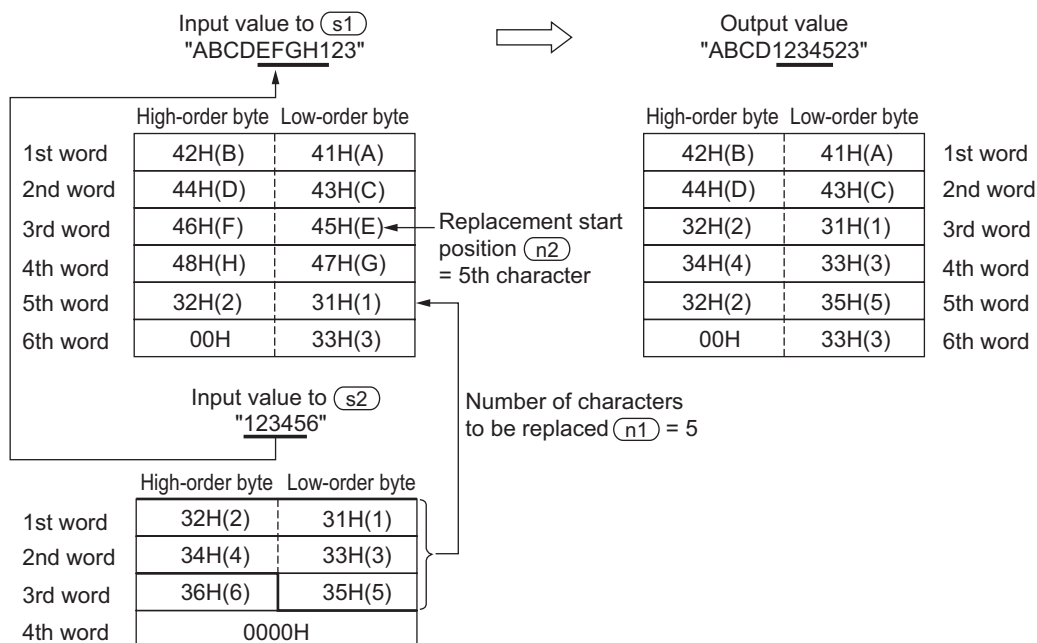 Input value to s1
"ABCDEFGH123"
Output value
"ABCD1234523"
High-order byte Low-order byte
1st word 42H(B) 41H(A)
2nd word 44H(D) 43H(C)
3rd word 46H(F) 45H(E)
4th word 48H(H) 47H(G)
5th word 32H(2) 31H(1)
6th word 00H 33H(3)
Replacement start
position n2
= 5th character
High-order byte Low-order byte
42H(B) 41H(A) 1st word
44H(D) 43H(C) 2nd word
32H(2) 31H(1) 3rd word
34H(4) 33H(3) 4th word
32H(2) 35H(5) 5th word
00H 33H(3) 6th word
Input value to s2
"123456"
Number of characters
to be replaced n1 = 5
High-order byte Low-order byte
1st word 32H(2) 31H(1)
2nd word 34H(4) 33H(3)
3rd word 36H(6) 35H(5)
4th word 0000H